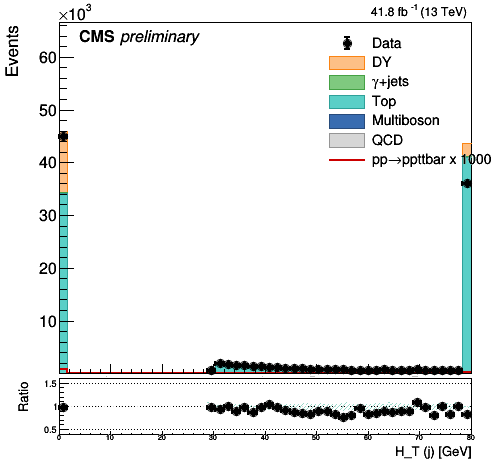 ×10³
41.8 fb⁻¹ (13 TeV)
CMS preliminary
Events
60
50
40
30
20
10
Data
DY
γ+jets
Top
Multiboson
QCD
pp→ppttbar x 1000
Ratio
1.5
1
0.5
0 10 20 30 40 50 60 70 80
H_T (j) [GeV]